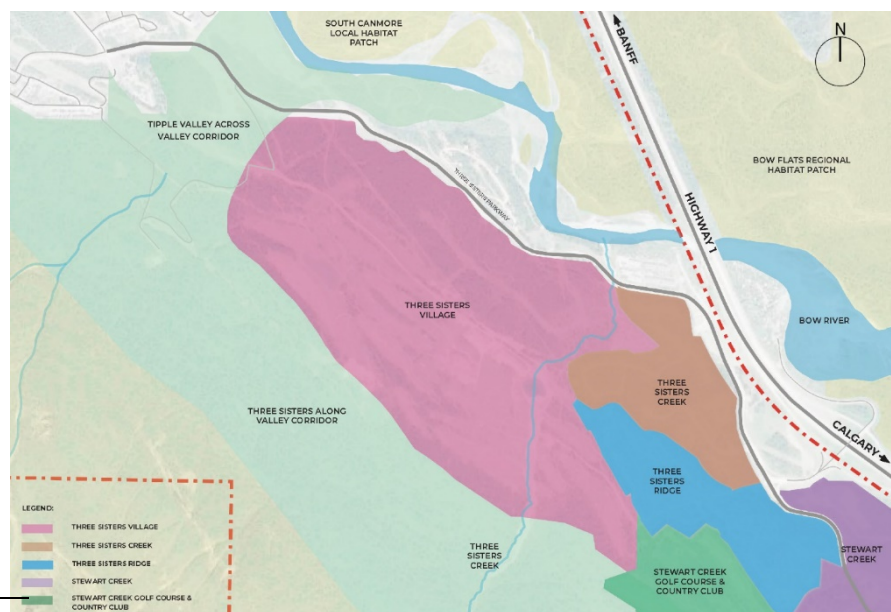 SOUTH CANMORE
LOCAL HABITAT
PATCH
BANFF
N
TIPPLE VALLEY ACROSS
VALLEY CORRIDOR
BOW FLATS REGIONAL
HABITAT PATCH
THREE SISTERS PARKWAY
HIGHWAY 1
THREE SISTERS
VILLAGE
BOW RIVER
THREE
SISTERS
CREEK
THREE SISTERS ALONG
VALLEY CORRIDOR
CALGARY
THREE
SISTERS
RIDGE
LEGEND:
THREE SISTERS VILLAGE
THREE SISTERS CREEK
THREE SISTERS RIDGE
STEWART CREEK
STEWART CREEK GOLF COURSE &
COUNTRY CLUB
THREE
SISTERS
CREEK
STEWART CREEK
GOLF COURSE &
COUNTRY CLUB
STEWART
CREEK